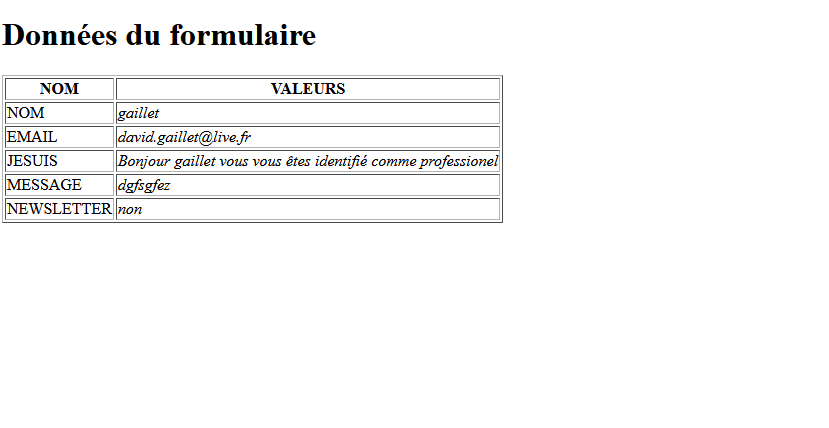 Données du formulaire
NOM VALEURS
NOM gaillet
EMAIL david.gaillet@live.fr
JESUIS Bonjour gaillet vous vous êtes identifié comme professionel
MESSAGE dgfsgfez
NEWSLETTER non